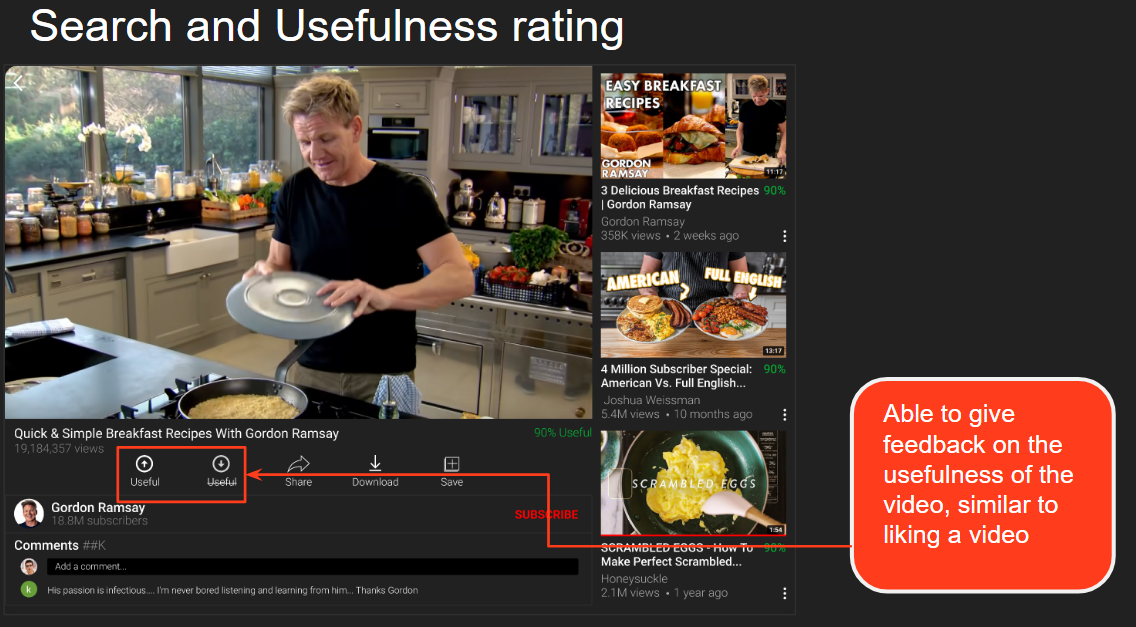 Search and Usefulness rating
Quick & Simple Breakfast Recipes With Gordon Ramsay
90% Useful
19,184,357 views
Useful
Useful
Share
Download
Save
Gordon Ramsay
18.8M subscribers
SUBSCRIBE
Comments ##K
Add a comment...
k
His passion is infectious.... I'm never bored listening and learning from him... Thanks Gordon
EASY BREAKFAST
RECIPES
GORDON
RAMSAY
11:17
3 Delicious Breakfast Recipes 90%
| Gordon Ramsay
Gordon Ramsay
358K views • 2 weeks ago
AMERICAN
FULL ENGLISH
13:17
4 Million Subscriber Special: 90%
American Vs. Full English...
Joshua Weissman
5.4M views • 10 months ago
SCRAMBLED EGGS
1:54
SCRAMBLED EGGS - How To 90%
Make Perfect Scrambled...
Honeysuckle
2.1M views • 1 year ago
Able to give
feedback on the
usefulness of the
video, similar to
liking a video